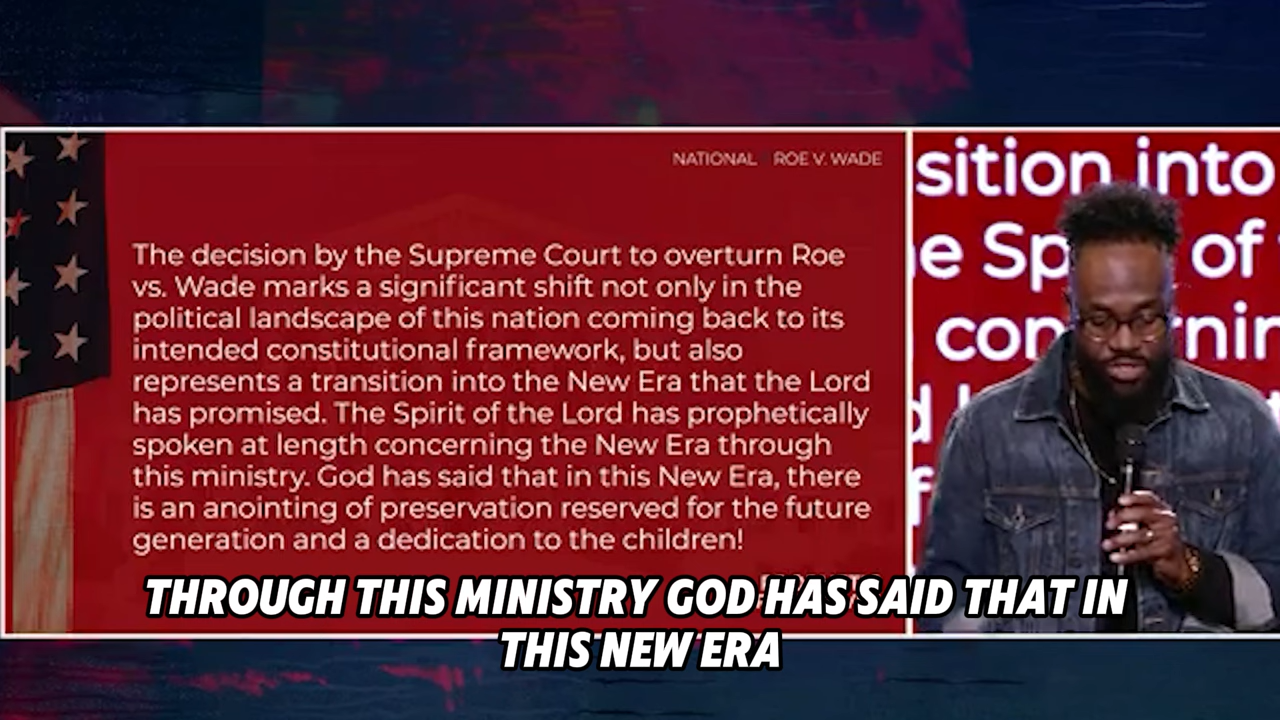 NATIONAL ROE V. WADE
The decision by the Supreme Court to overturn Roe
vs. Wade marks a significant shift not only in the
political landscape of this nation coming back to its
intended constitutional framework, but also
represents a transition into the New Era that the Lord
has promised. The Spirit of the Lord has prophetically
spoken at length concerning the New Era through
this ministry. God has said that in this New Era, there
is an anointing of preservation reserved for the future
generation and a dedication to the children!
sition into
of
THROUGH THIS MINISTRY GOD HAS SAID THAT IN
THIS NEW ERA